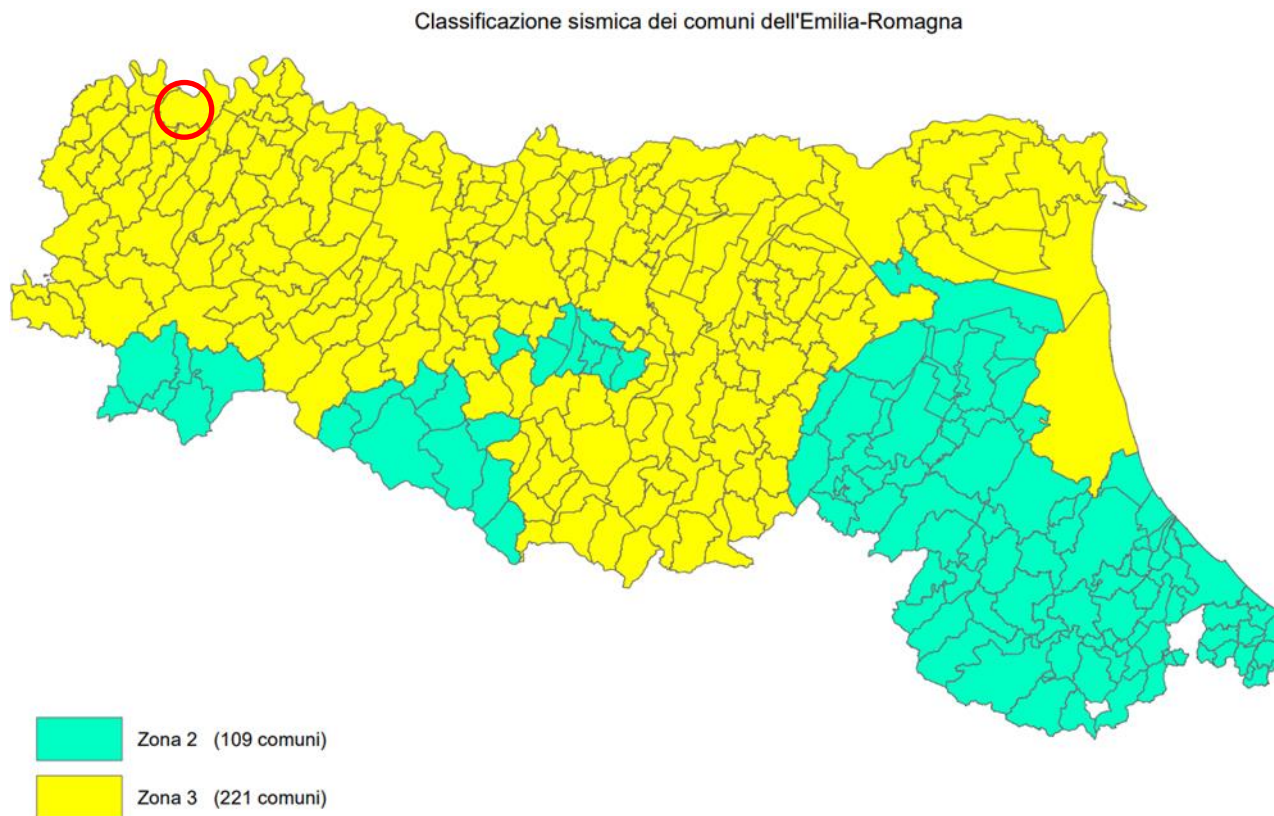 Classificazione sismica dei comuni dell'Emilia-Romagna
Zona 2 (109 comuni)
Zona 3 (221 comuni)